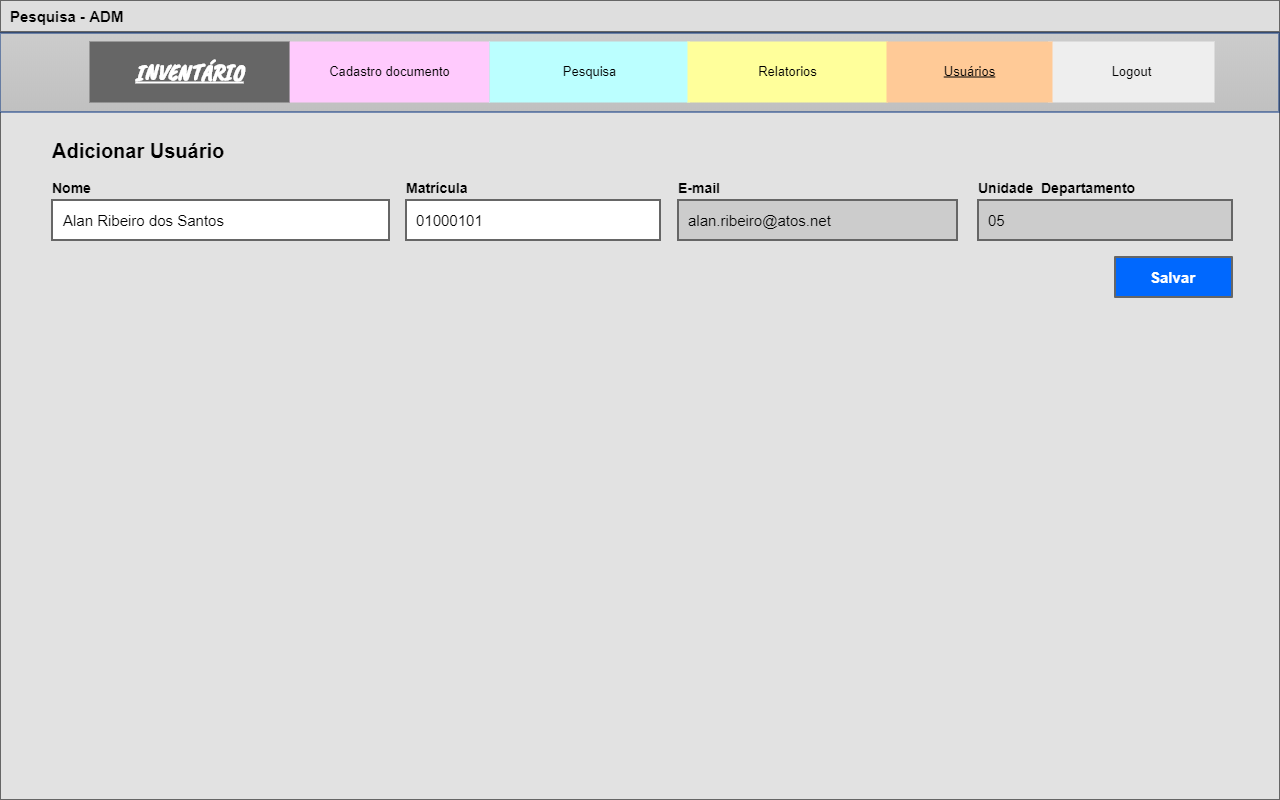 Pesquisa - ADM
INVENTÁRIO Cadastro documento Pesquisa Relatorios Usuários Logout
Adicionar Usuário
Nome Matrícula E-mail Unidade Departamento
Alan Ribeiro dos Santos 01000101 alan.ribeiro@atos.net 05
Salvar